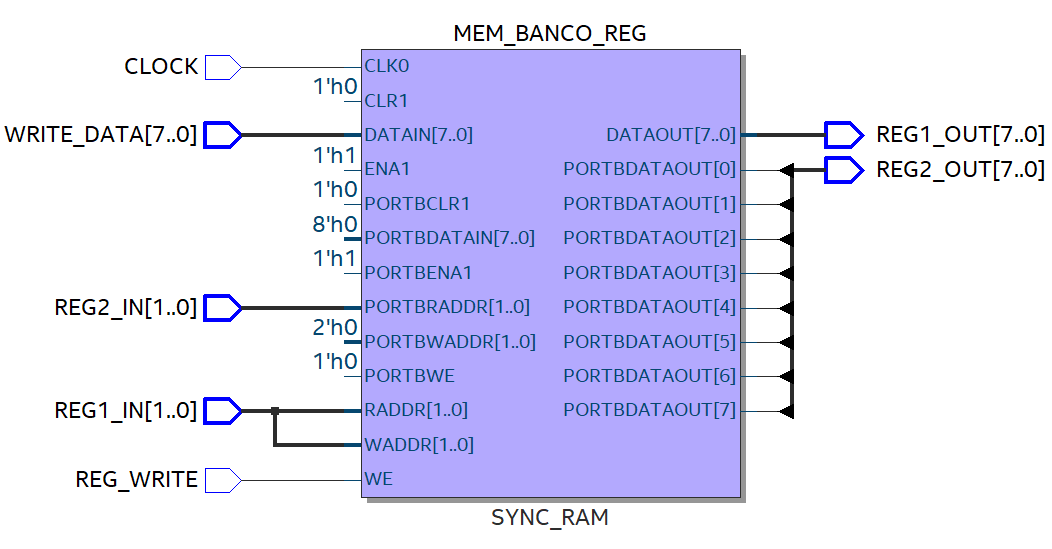 MEM_BANCO_REG
CLOCK
CLK0
1'h0
CLR1
WRITE_DATA[7..0]
DATAIN[7..0]
DATAOUT[7..0]
REG1_OUT[7..0]
1'h1
ENA1
PORTBDATAOUT[0]
REG2_OUT[7..0]
1'h0
PORTBCLR1
PORTBDATAOUT[1]
8'h0
PORTBDATAIN[7..0]
PORTBDATAOUT[2]
1'h1
PORTBENA1
PORTBDATAOUT[3]
REG2_IN[1..0]
PORTBRADDR[1..0]
PORTBDATAOUT[4]
2'h0
PORTBWADDR[1..0]
PORTBDATAOUT[5]
1'h0
PORTBWE
PORTBDATAOUT[6]
REG1_IN[1..0]
RADDR[1..0]
PORTBDATAOUT[7]
WADDR[1..0]
REG_WRITE
WE
SYNC_RAM